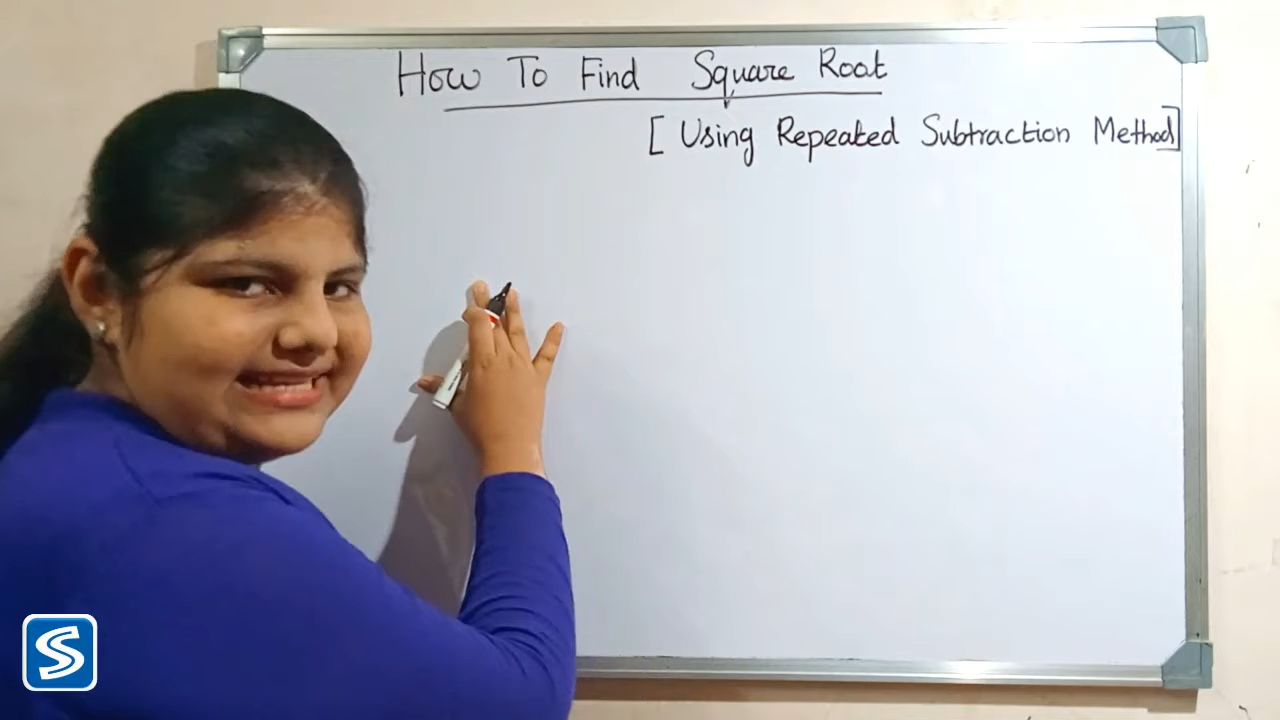 How To Find Square Root
[ Using Repeated Subtraction Method]
S